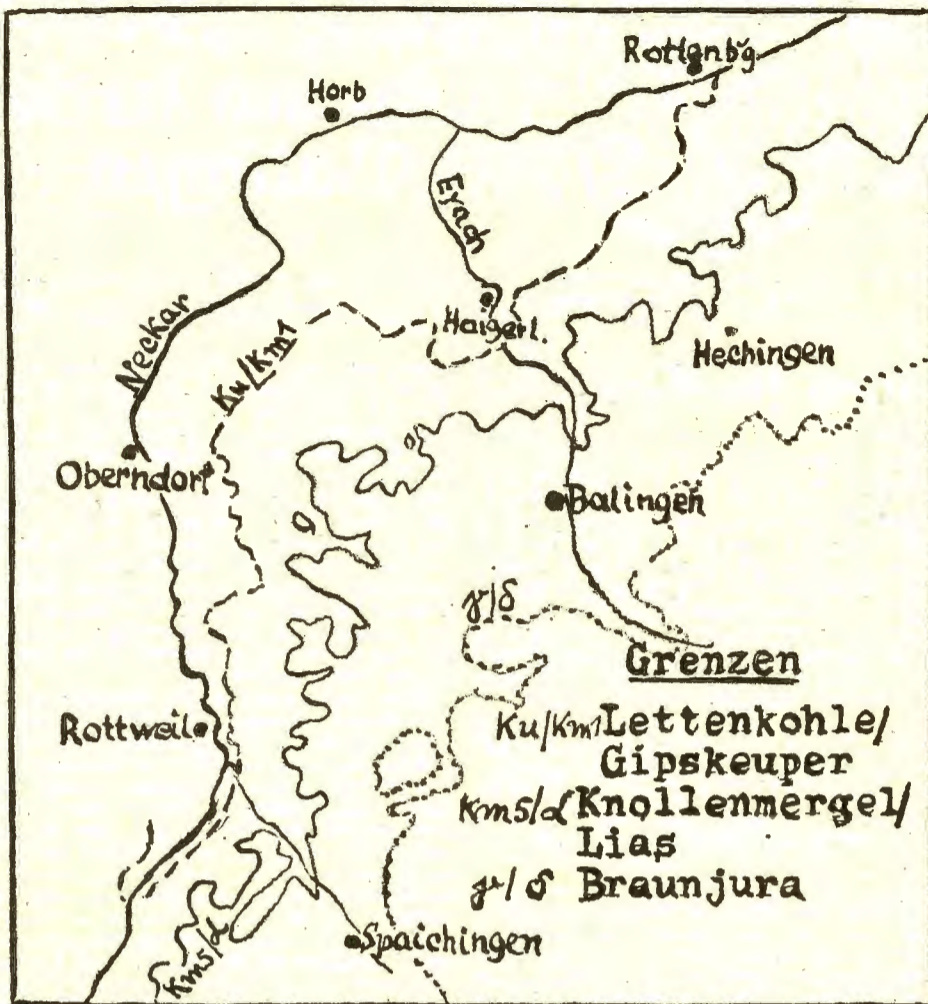 Rottenb'g
Horb
Eyach
Haigerl.
Neckar
Hechingen
Ku/Km1
Oberndorf
Balingen
γ/δ
Grenzen
Rottweil
Ku/Km1 Lettenkohle/
Gipskeuper
Km5/α Knollenmergel/
Lias
γ/δ Braunjura
Spaichingen
Km5/α